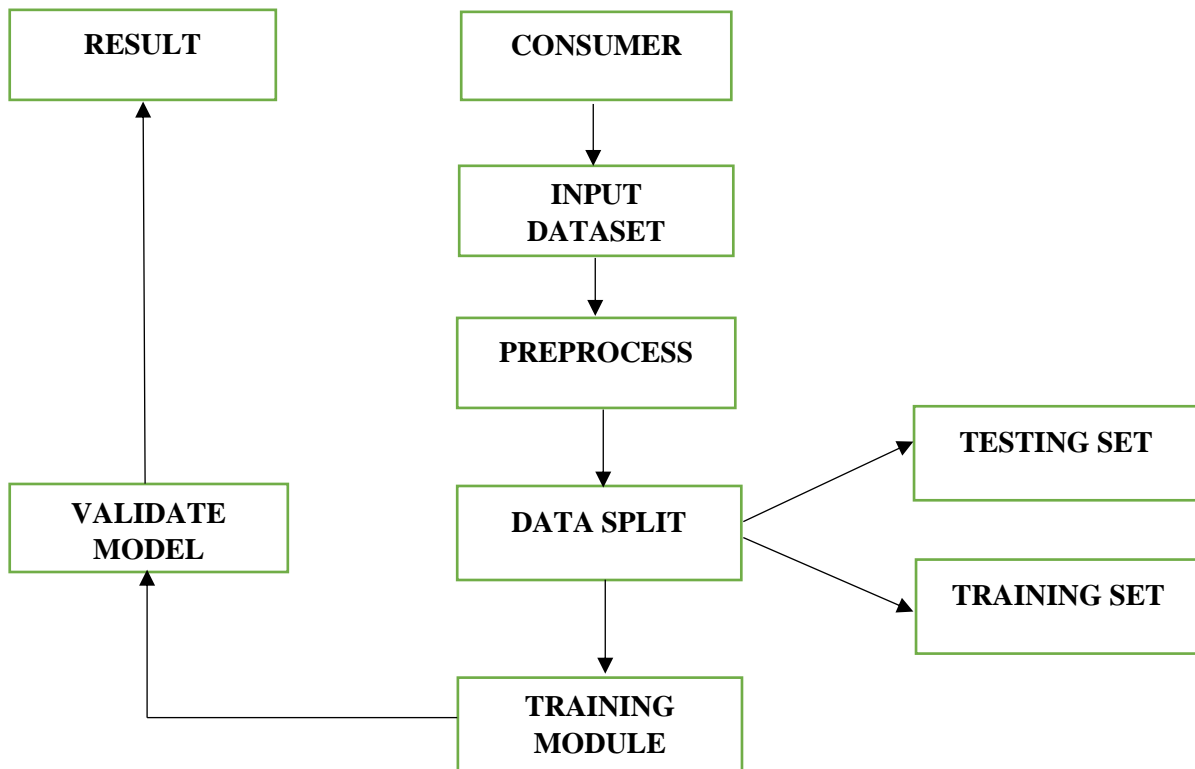 RESULT
CONSUMER
INPUT
DATASET
PREPROCESS
TESTING SET
VALIDATE
MODEL
DATA SPLIT
TRAINING SET
TRAINING
MODULE